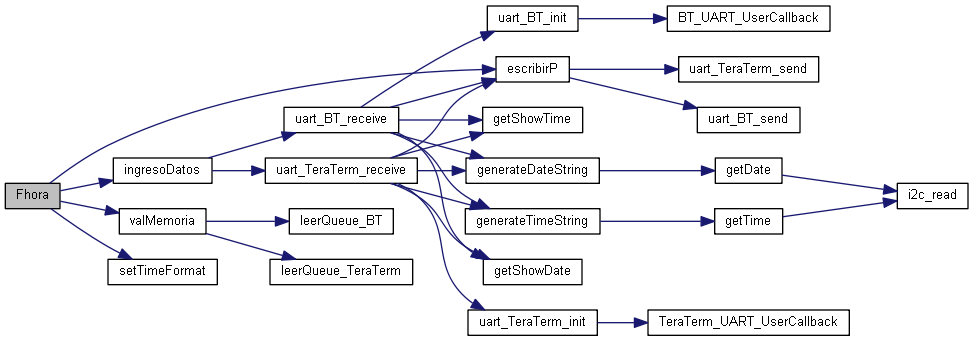 Fhora
ingresoDatos
valMemoria
setTimeFormat
uart_BT_receive
uart_TeraTerm_receive
leerQueue_BT
leerQueue_TeraTerm
uart_BT_init
escribirP
getShowTime
generateDateString
generateTimeString
getShowDate
uart_TeraTerm_init
BT_UART_UserCallback
uart_TeraTerm_send
uart_BT_send
getDate
getTime
TeraTerm_UART_UserCallback
i2c_read